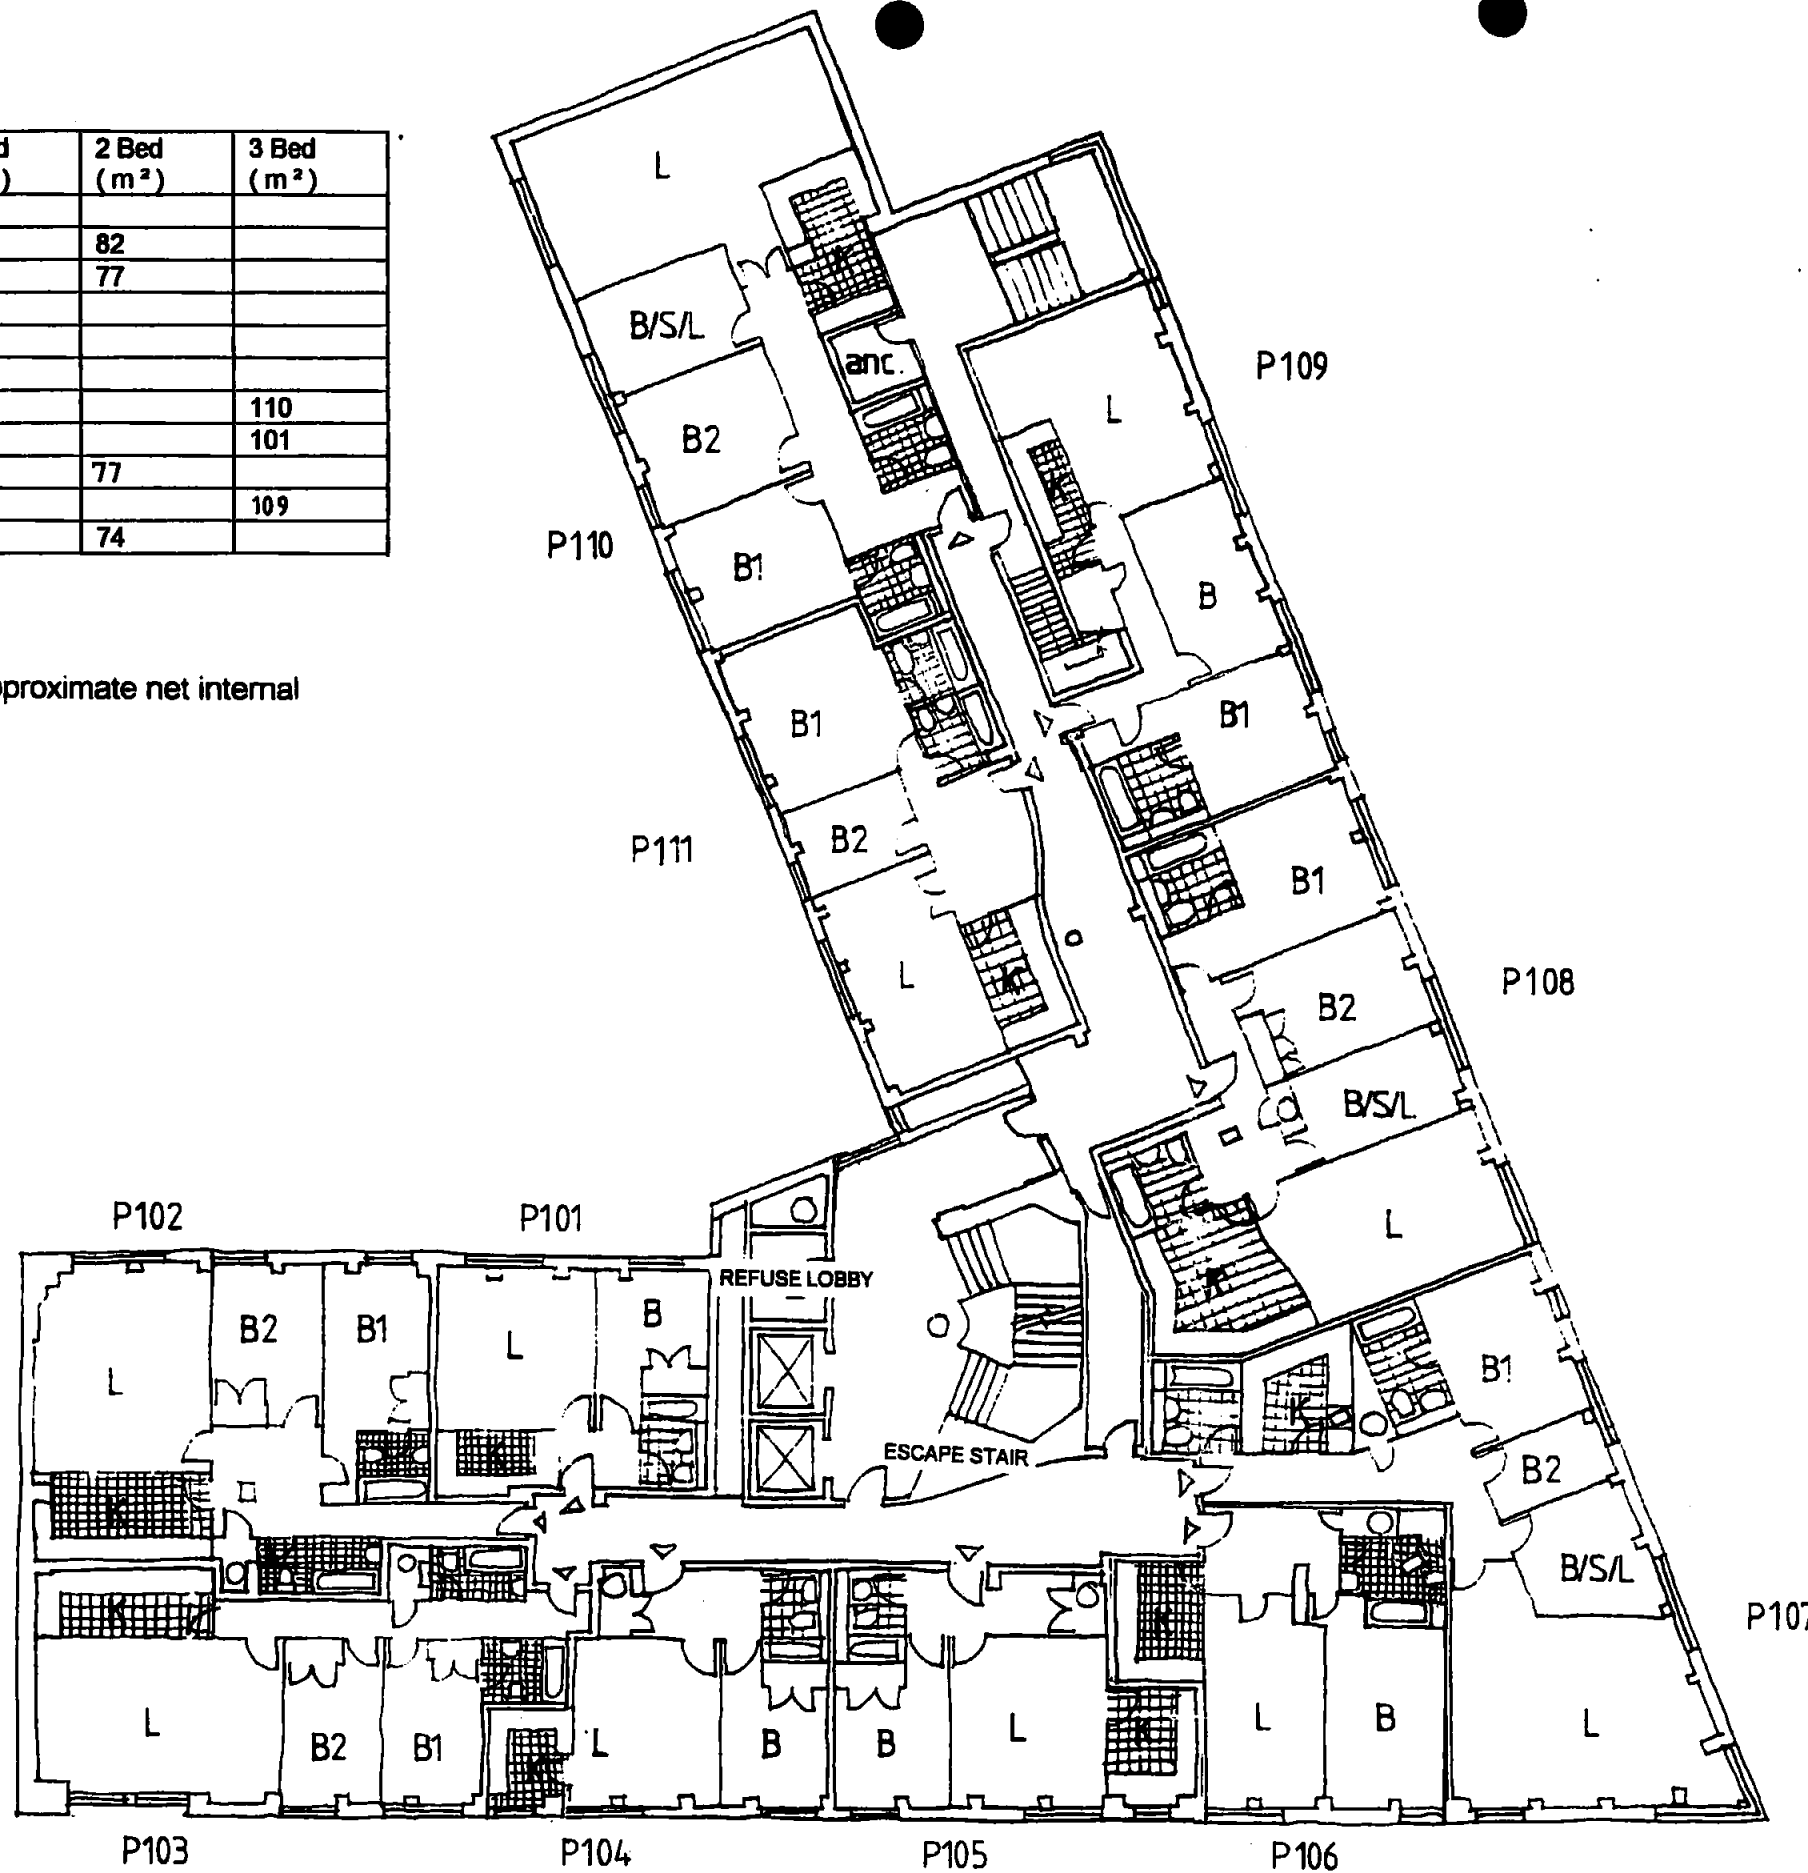 d
2 Bed
3 Bed
)
( m² )
( m² )
82
77
110
101
77
109
74
pproximate net internal
L
K
B/S/L
anc.
B2
B1
P110
P109
L
K
B
B1
P111
B1
B2
L
K
P108
B1
B2
B/S/L
L
K
P102
P101
REFUSE LOBBY
ESCAPE STAIR
L
B2
B1
K
L
B
K
B1
B2
B/S/L
L
K
P107
K
L
B2
B1
K
L
B
B
L
K
K
L
B
P103
P104
P105
P106